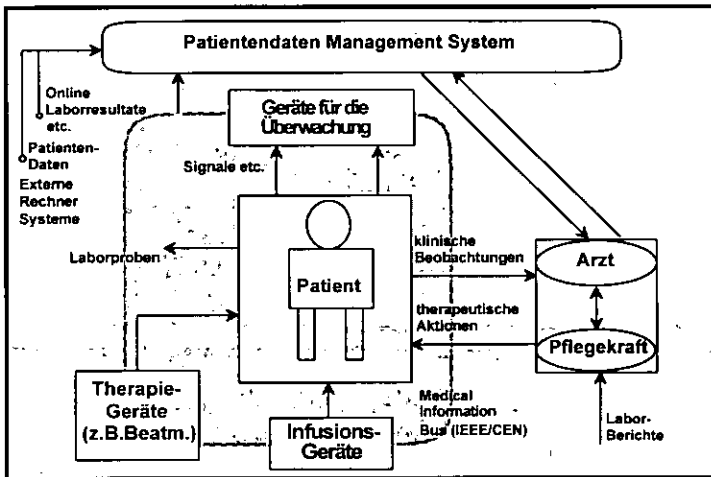 Patientendaten Management System
Online
Laborresultate
etc.
Patienten-
Daten
Externe
Rechner
Systeme
Geräte für die
Überwachung
Signale etc.
Laborproben
Patient
klinische
Beobachtungen
Arzt
therapeutische
Aktionen
Pflegekraft
Therapie-
Geräte
(z.B.Beatm.)
Infusions-
Geräte
Medical
Information
Bus (IEEE/CEN)
Labor-
Berichte